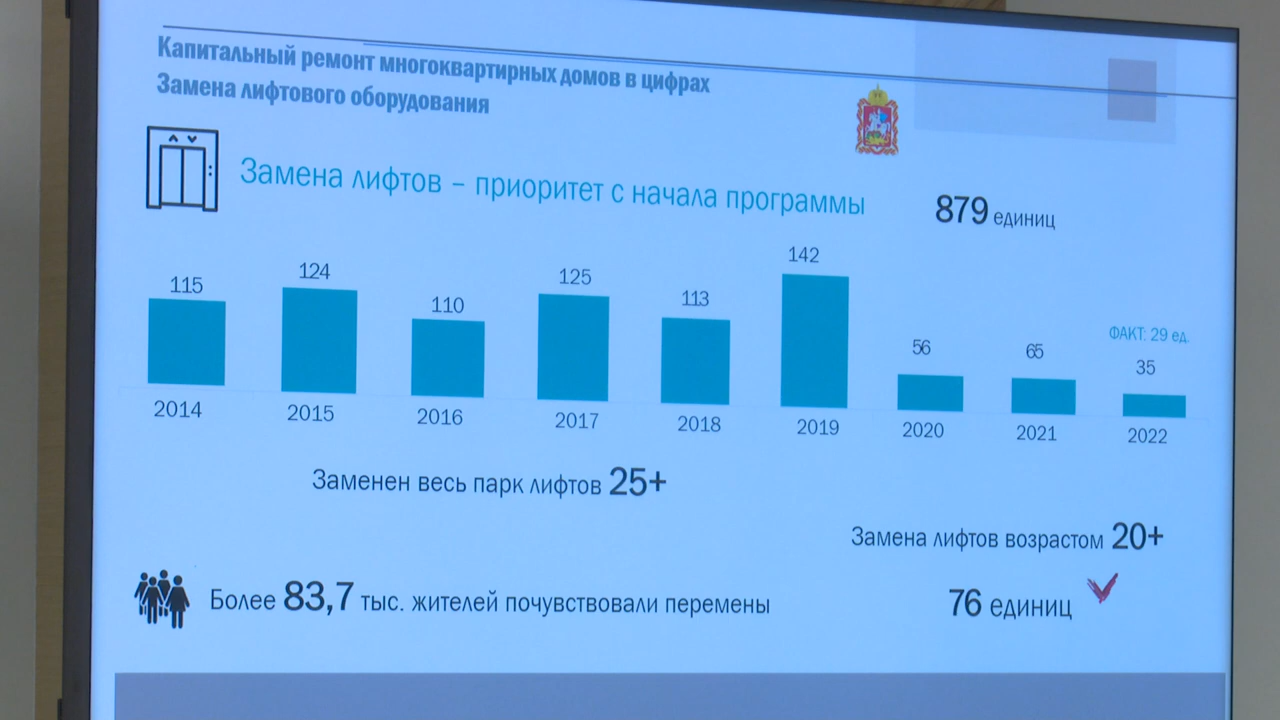 Капитальный ремонт многоквартирных домов в цифрах
Замена лифтового оборудования
Замена лифтов – приоритет с начала программы
879 единиц
115
124
110
125
113
142
56
65
ФАКТ: 29 ед.
35
2014
2015
2016
2017
2018
2019
2020
2021
2022
Заменен весь парк лифтов 25+
Замена лифтов возрастом 20+
Более 83,7 тыс. жителей почувствовали перемены
76 единиц